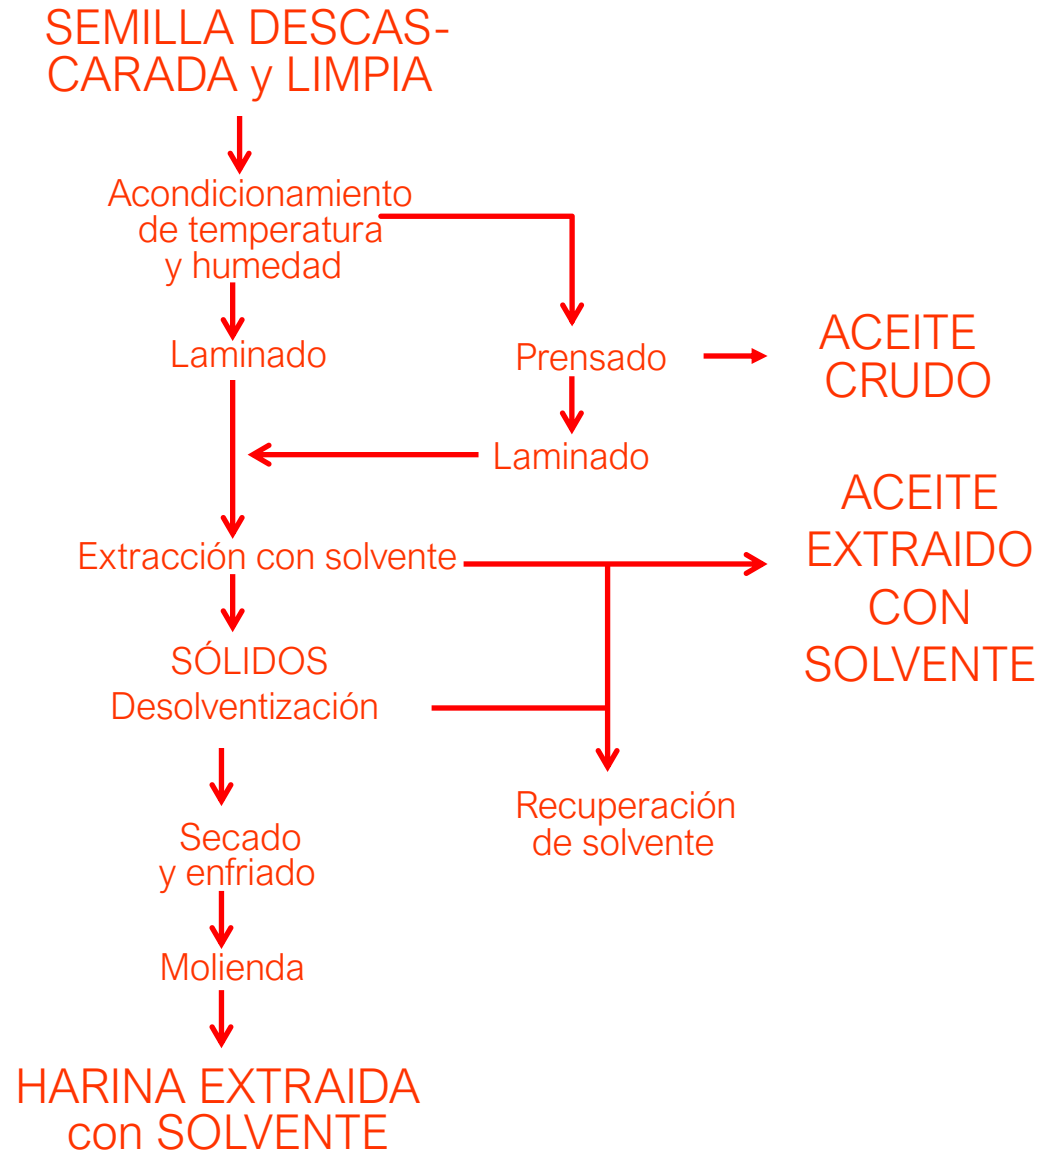 SEMILLA DESCAS-
CARADA y LIMPIA
Acondicionamiento
de temperatura
y humedad
Laminado
Prensado
ACEITE
CRUDO
Laminado
Extracción con solvente
ACEITE
EXTRAIDO
CON
SOLVENTE
SÓLIDOS
Desolventización
Recuperación
de solvente
Secado
y enfriado
Molienda
HARINA EXTRAIDA
con SOLVENTE